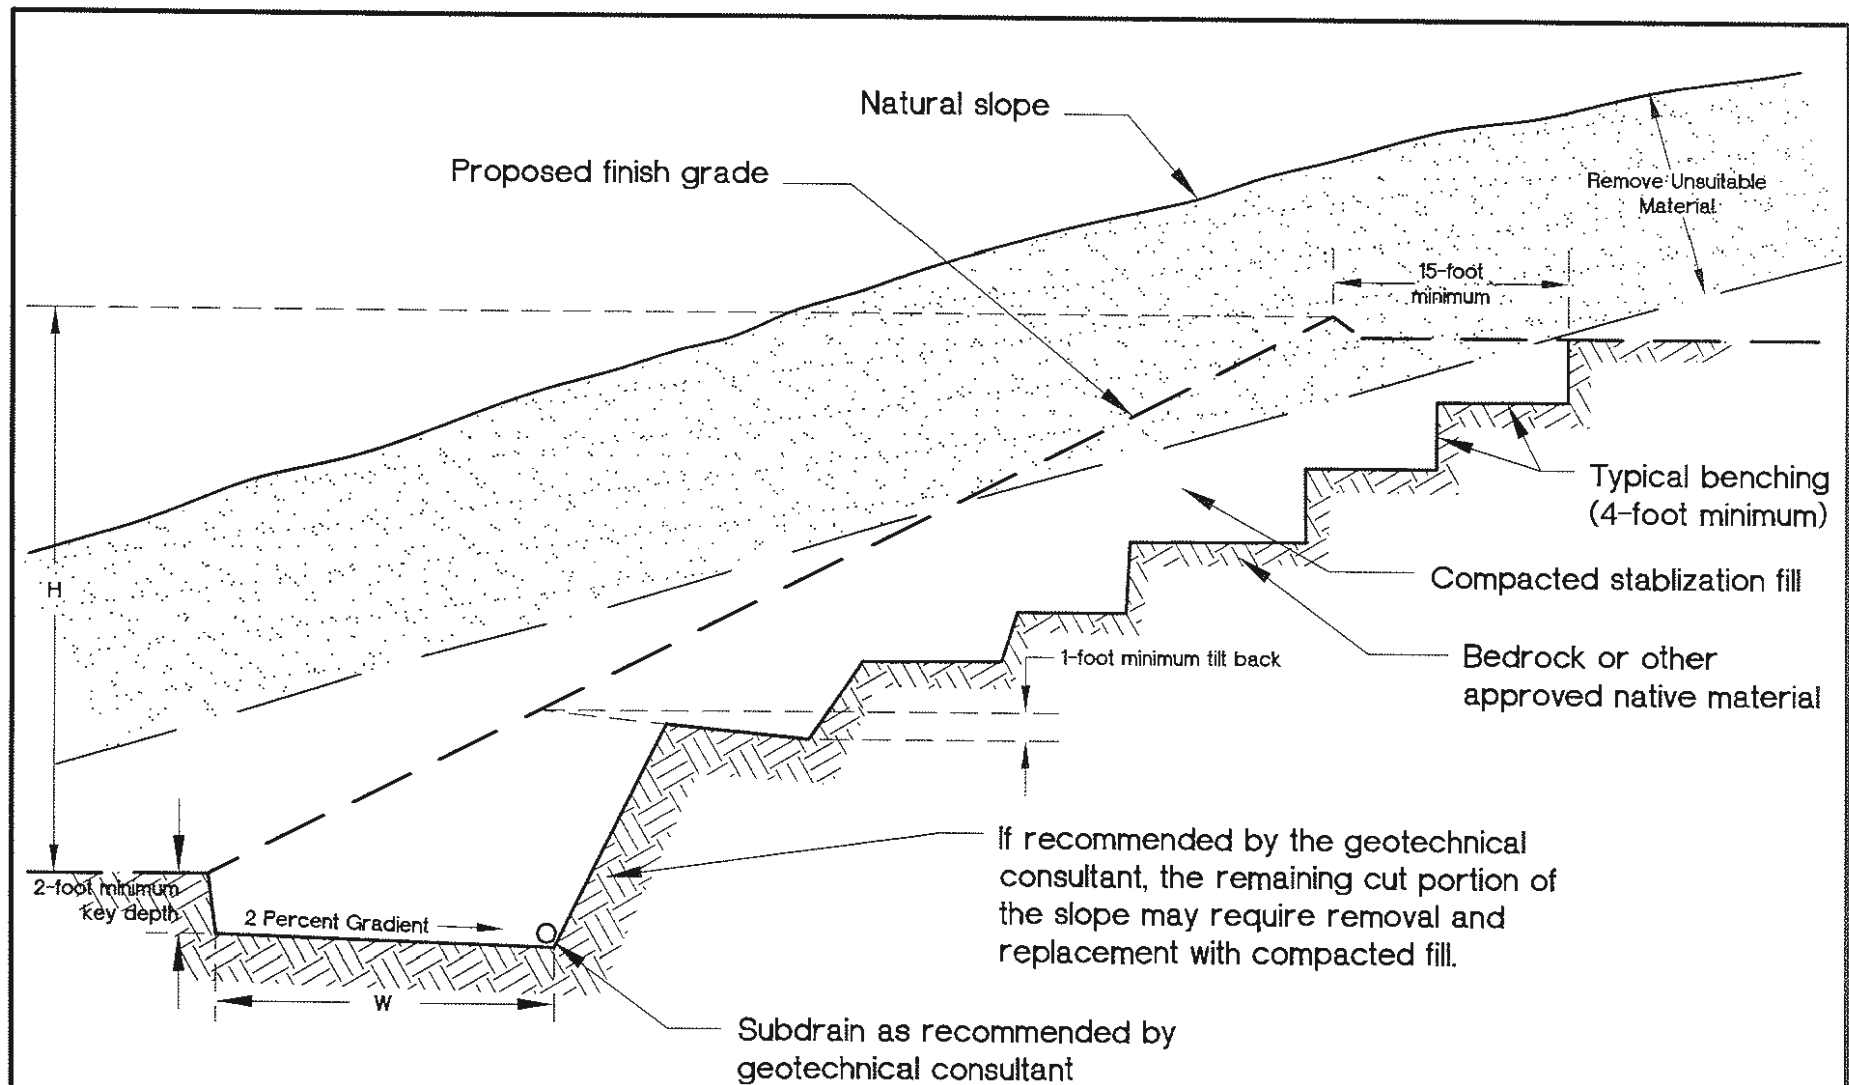 Natural slope
Proposed finish grade
Remove Unsuitable
Material
15-foot
minimum
Typical benching
(4-foot minimum)
H
Compacted stablization fill
1-foot minimum tilt back
Bedrock or other
approved native material
If recommended by the geotechnical
consultant, the remaining cut portion of
the slope may require removal and
replacement with compacted fill.
2-foot minimum
key depth
2 Percent Gradient
W
Subdrain as recommended by
geotechnical consultant